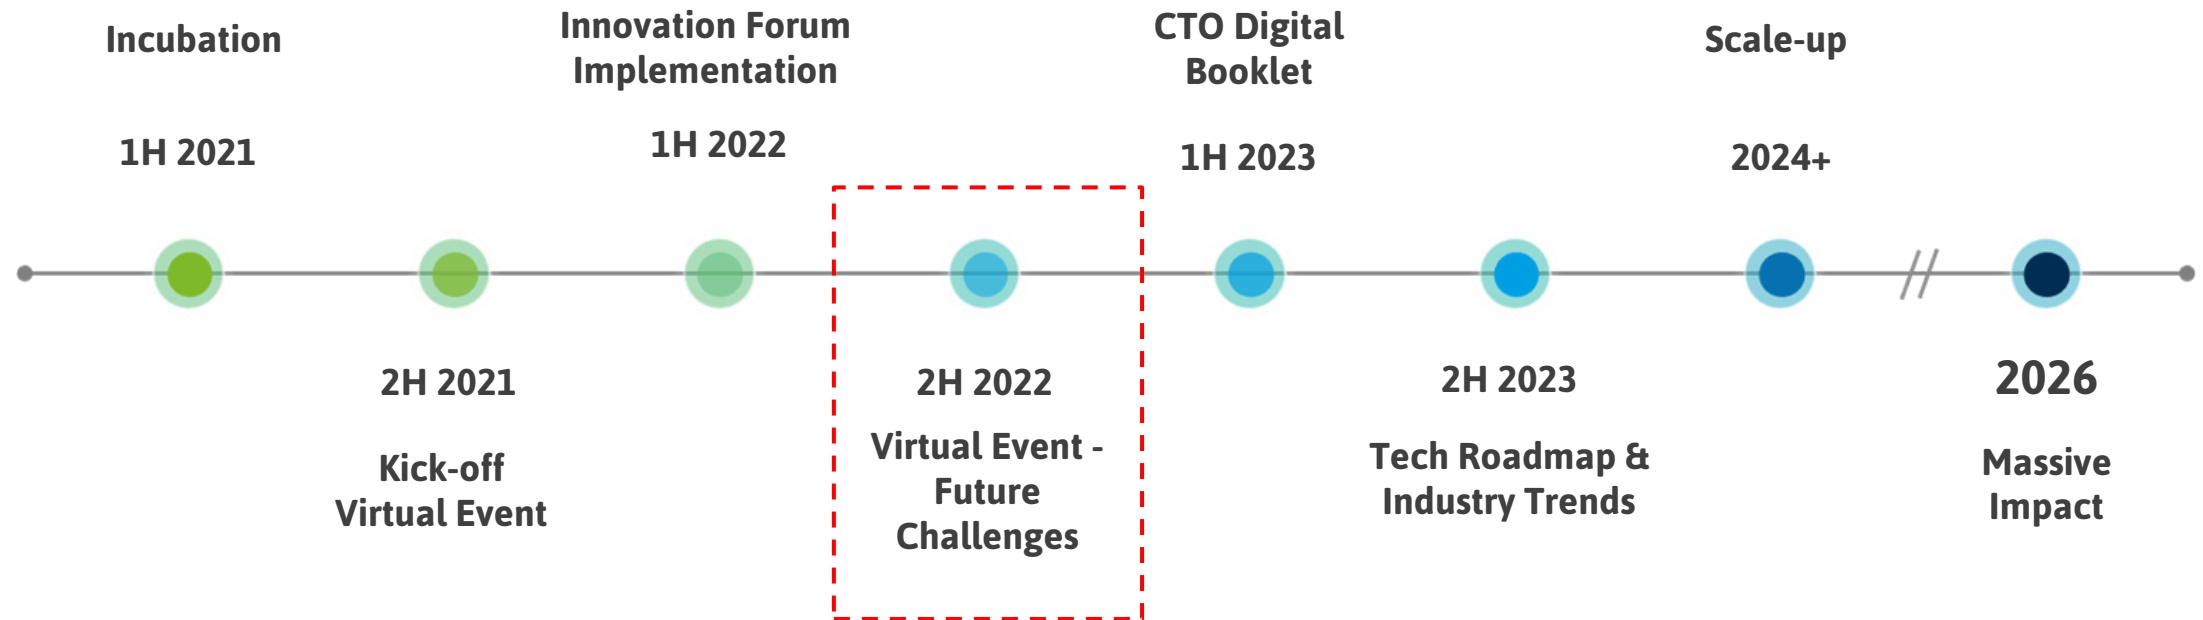 Incubation
1H 2021
2H 2021
Kick-off
Virtual Event
Innovation Forum
Implementation
1H 2022
2H 2022
Virtual Event -
Future
Challenges
CTO Digital
Booklet
1H 2023
2H 2023
Tech Roadmap &
Industry Trends
Scale-up
2024+
2026
Massive
Impact